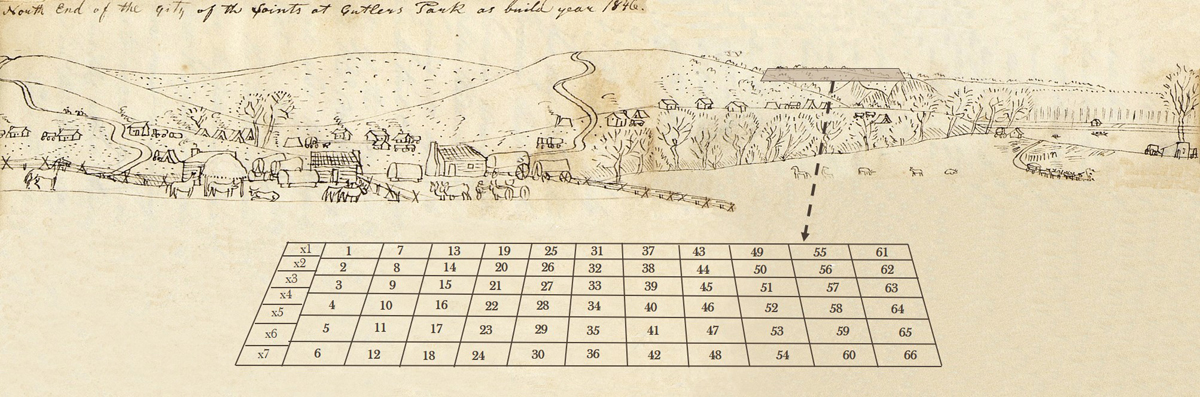 North End of the City of the Saints at Cutlers Park as build year 1846.
x1 1 7 13 19 25 31 37 43 49 55 61
x2 2 8 14 20 26 32 38 44 50 56 62
x3 3 9 15 21 27 33 39 45 51 57 63
x4
x5 4 10 16 22 28 34 40 46 52 58 64
x6 5 11 17 23 29 35 41 47 53 59 65
x7 6 12 18 24 30 36 42 48 54 60 66